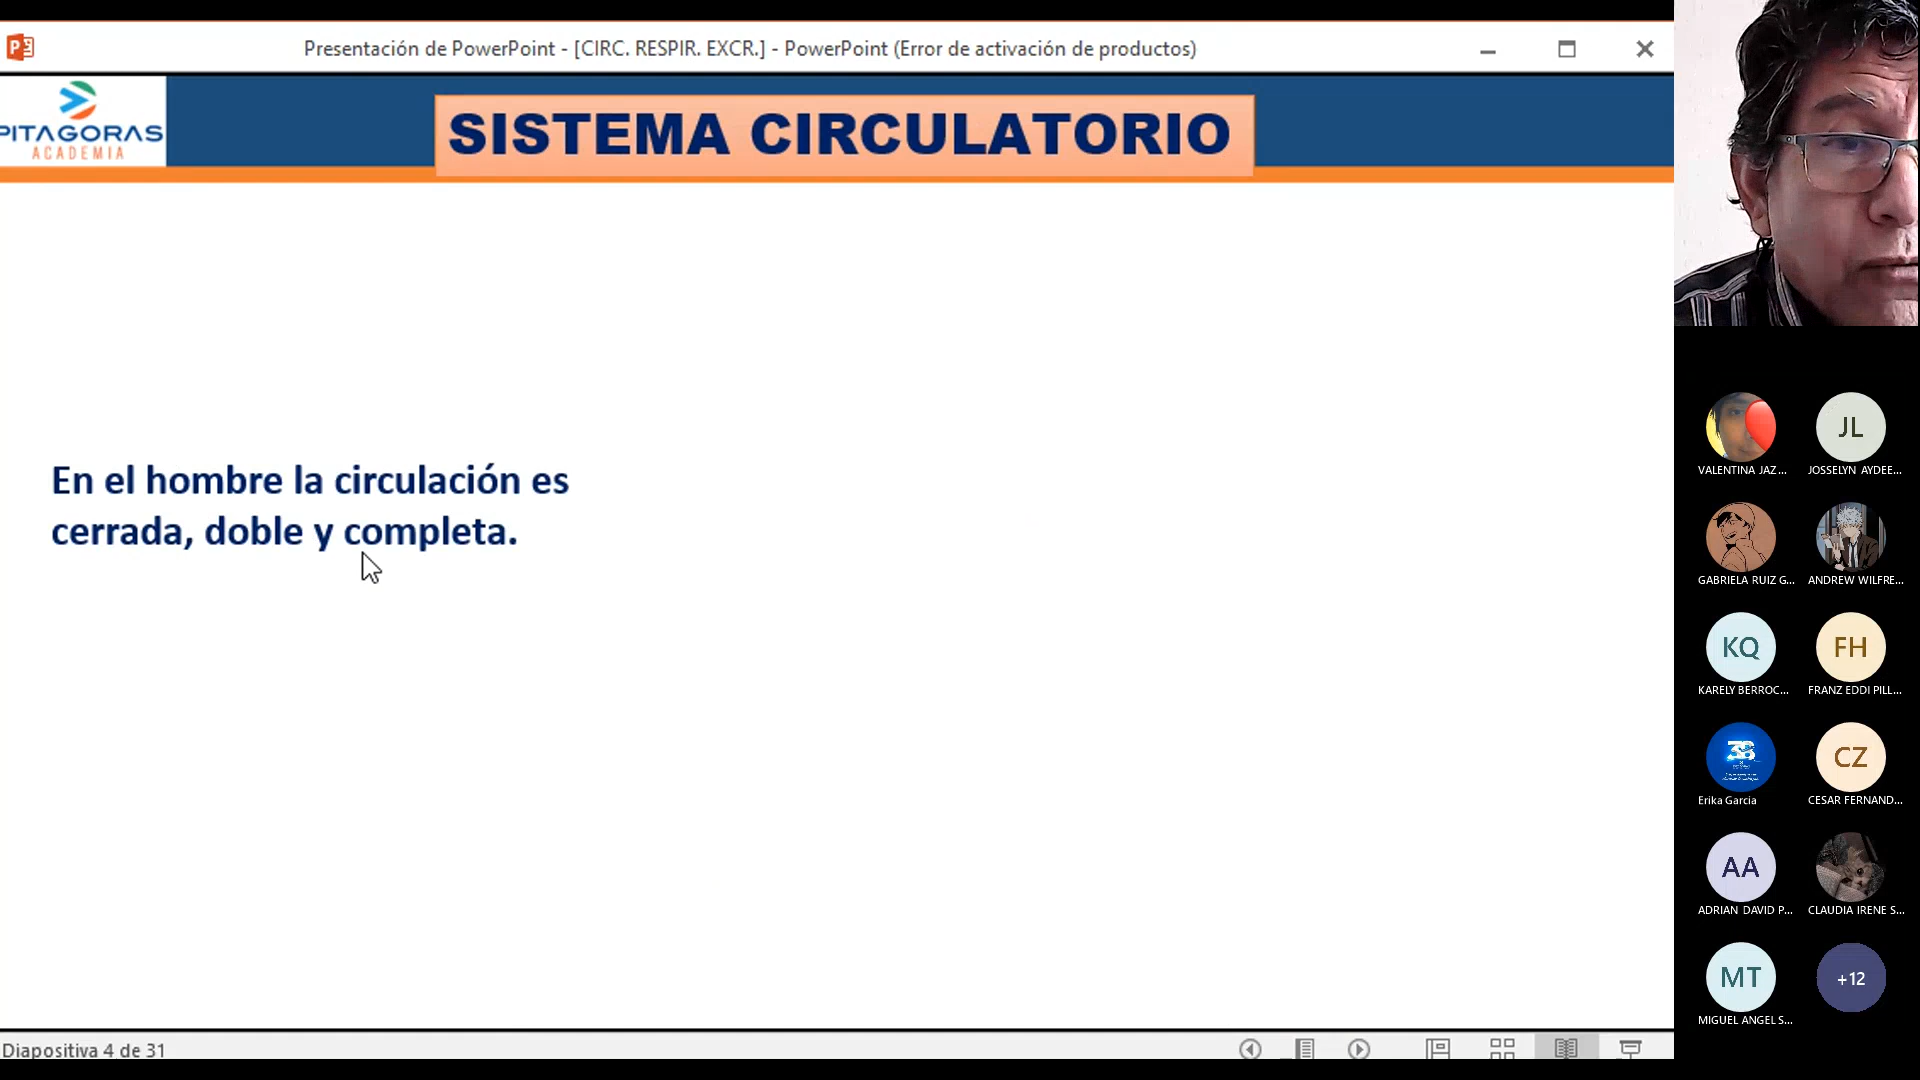 Presentación de PowerPoint - [CIRC. RESPIR. EXCR.] - PowerPoint (Error de activación de productos)
PITAGORAS
ACADEMIA
SISTEMA CIRCULATORIO
En el hombre la circulación es
cerrada, doble y completa.
Diapositiva 4 de 31
VALENTINA JAZ...
JL
JOSSELYN AYDEE...
GABRIELA RUIZ G...
ANDREW WILFRE...
KQ
KARELY BERROC...
FH
FRANZ EDDI PILL...
38
Erika Garcia
CZ
CESAR FERNAND...
AA
ADRIAN DAVID P...
CLAUDIA IRENE S...
MT
MIGUEL ANGEL S...
+12